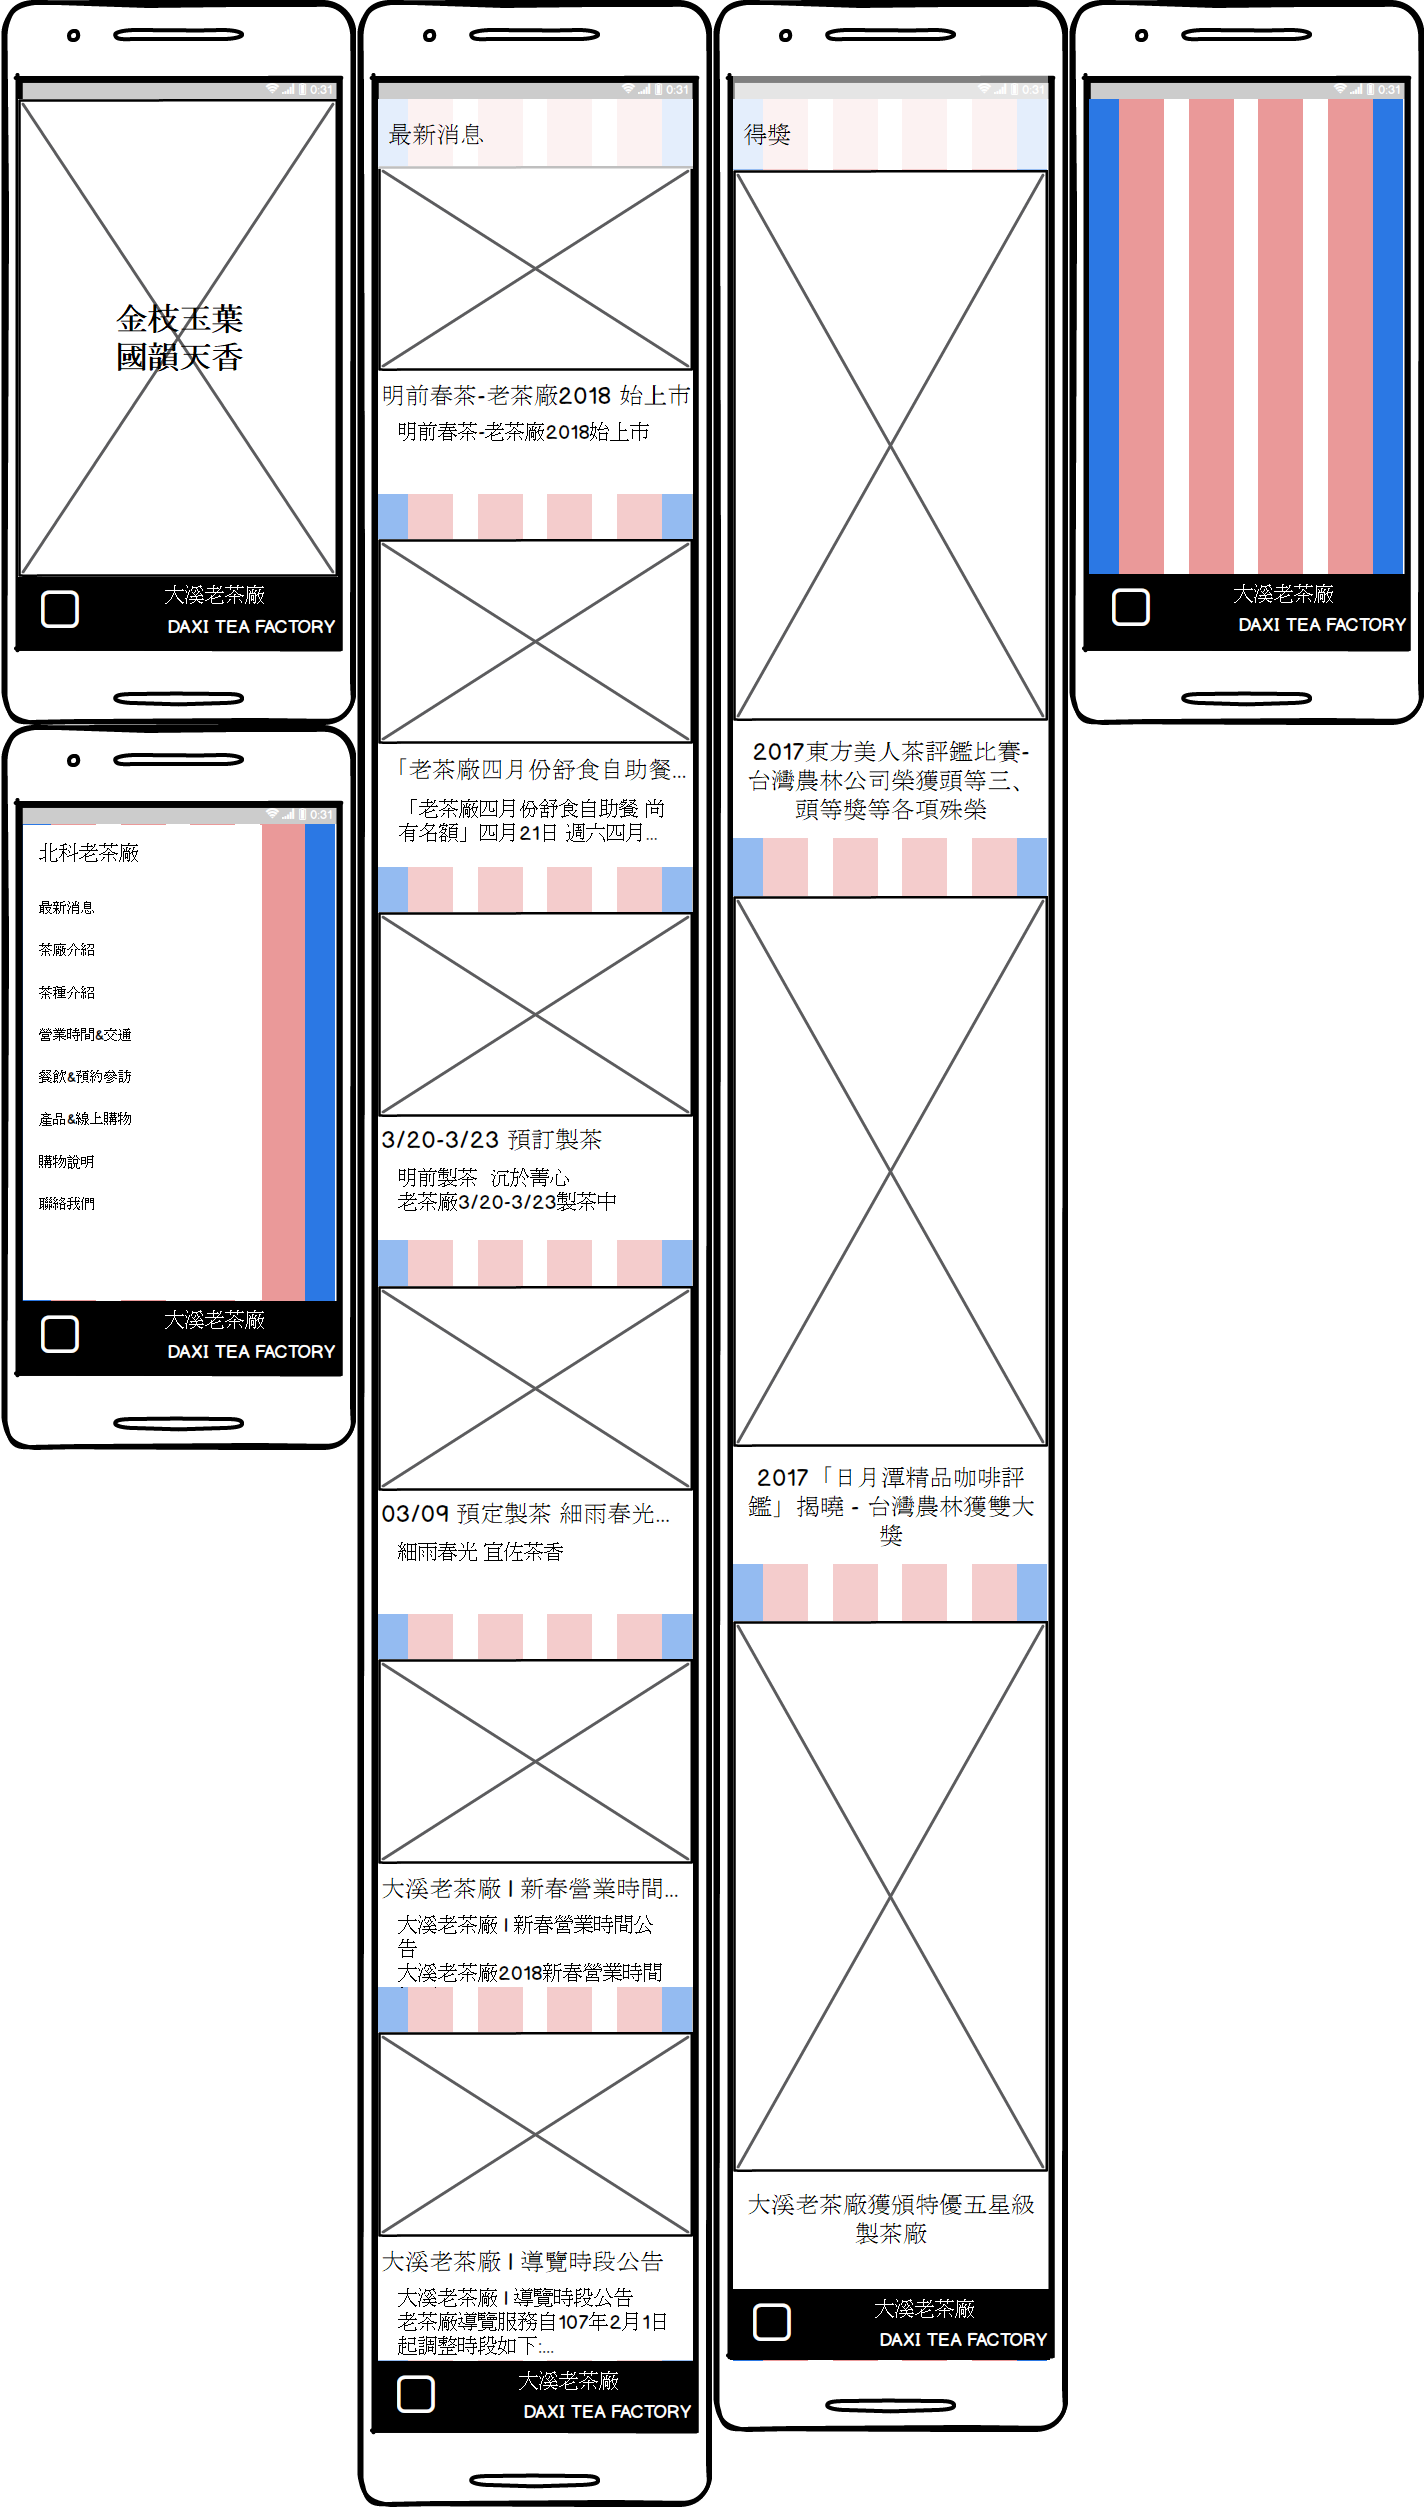 0:31
金枝玉葉
國韻天香
大溪老茶廠
DAXI TEA FACTORY
0:31
北科老茶廠
最新消息
茶廠介紹
茶種介紹
營業時間&交通
餐飲&預約參訪
產品&線上購物
購物說明
聯絡我們
大溪老茶廠
DAXI TEA FACTORY
0:31
最新消息
明前春茶-老茶廠2018 始上市
明前春茶-老茶廠2018始上市
「老茶廠四月份舒食自助餐...
「老茶廠四月份舒食自助餐 尚
有名額」四月21日 週六四月...
3/20-3/23 預訂製茶
明前製茶 沉於菁心
老茶廠3/20-3/23製茶中
03/09 預定製茶 細雨春光...
細雨春光 宜佐茶香
大溪老茶廠 l 新春營業時間...
大溪老茶廠 l 新春營業時間公
告
大溪老茶廠2018新春營業時間
大溪老茶廠 l 導覽時段公告
大溪老茶廠 l 導覽時段公告
老茶廠導覽服務自107年2月1日
起調整時段如下:...
大溪老茶廠
DAXI TEA FACTORY
0:31
得獎
2017東方美人茶評鑑比賽-
台灣農林公司榮獲頭等三、
頭等獎等各項殊榮
2017「日月潭精品咖啡評
鑑」揭曉 - 台灣農林獲雙大
獎
大溪老茶廠獲頒特優五星級
製茶廠
大溪老茶廠
DAXI TEA FACTORY
0:31
大溪老茶廠
DAXI TEA FACTORY